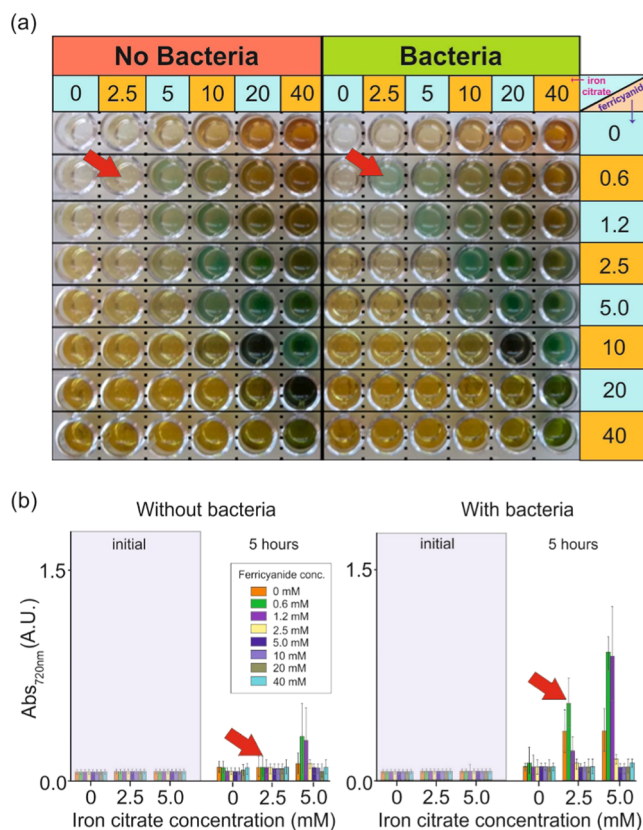 (a)
No Bacteria Bacteria
0 2.5 5 10 20 40 0 2.5 5 10 20 40 iron citrate ferricyanide
0
0.6
1.2
2.5
5.0
10
20
40
(b)
Without bacteria With bacteria
initial 5 hours initial 5 hours
1.5 1.5
Ferricyanide conc.
0 mM
0.6 mM
1.2 mM
2.5 mM
5.0 mM
10 mM
20 mM
40 mM
Abs720nm (A.U.)
0.0 0.0
0 2.5 5.0 0 2.5 5.0 0 2.5 5.0 0 2.5 5.0
Iron citrate concentration (mM) Iron citrate concentration (mM)